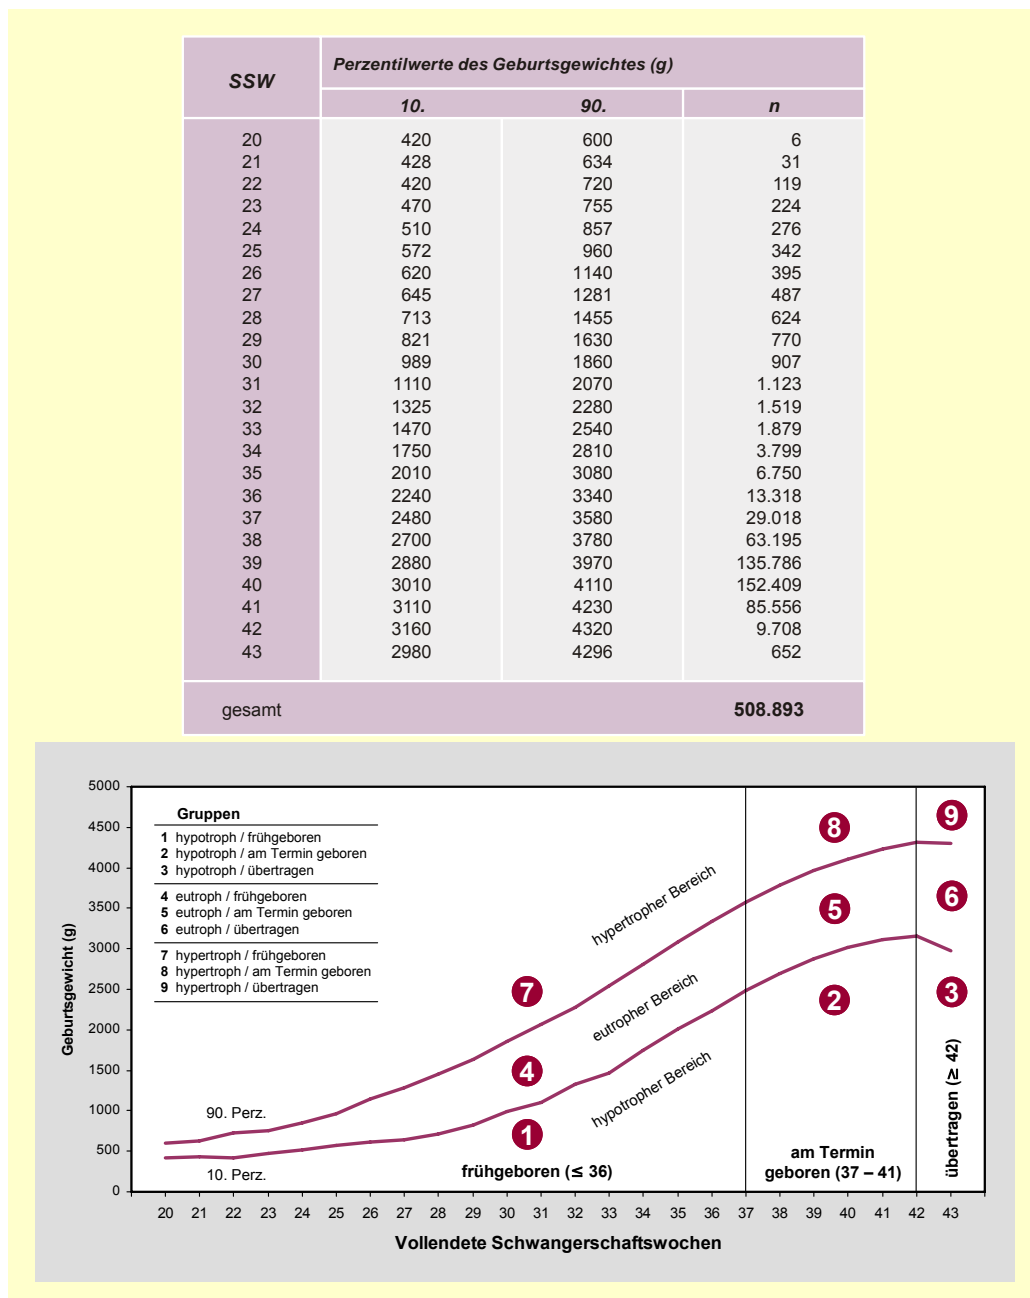 SSW Perzentilwerte des Geburtsgewichtes (g)
10. 90. n
20 420 600 6
21 428 634 31
22 420 720 119
23 470 755 224
24 510 857 276
25 572 960 342
26 620 1140 395
27 645 1281 487
28 713 1455 624
29 821 1630 770
30 989 1860 907
31 1110 2070 1.123
32 1325 2280 1.519
33 1470 2540 1.879
34 1750 2810 3.799
35 2010 3080 6.750
36 2240 3340 13.318
37 2480 3580 29.018
38 2700 3780 63.195
39 2880 3970 135.786
40 3010 4110 152.409
41 3110 4230 85.556
42 3160 4320 9.708
43 2980 4296 652
gesamt 508.893
Geburtsgewicht (g)
5000
4500
4000
3500
3000
2500
2000
1500
1000
500
0
Gruppen
1 hypotroph / frühgeboren
2 hypotroph / am Termin geboren
3 hypotroph / übertragen
4 eutroph / frühgeboren
5 eutroph / am Termin geboren
6 eutroph / übertragen
7 hypertroph / frühgeboren
8 hypertroph / am Termin geboren
9 hypertroph / übertragen
hypertropher Bereich
eutropher Bereich
hypotropher Bereich
7
4
1
8
5
2
9
6
3
90. Perz.
10. Perz.
frühgeboren (≤ 36)
am Termin
geboren (37 – 41)
übertragen (≥ 42)
20 21 22 23 24 25 26 27 28 29 30 31 32 33 34 35 36 37 38 39 40 41 42 43
Vollendete Schwangerschaftswochen